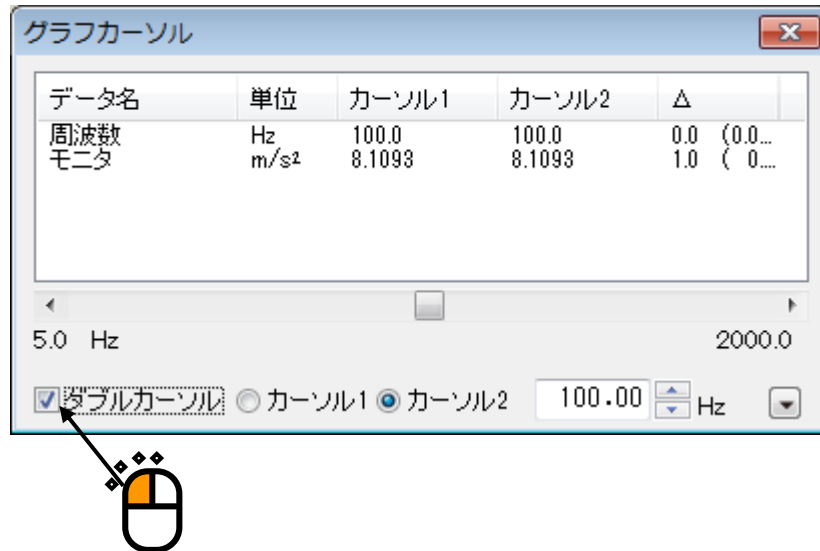 グラフカーソル
データ名 単位 カーソル1 カーソル2 Δ
周波数 Hz 100.0 100.0 0.0 (0.0...
モニタ m/s² 8.1093 8.1093 1.0 ( 0....
5.0 Hz 2000.0
ダブルカーソル カーソル1 カーソル2 100.00 Hz